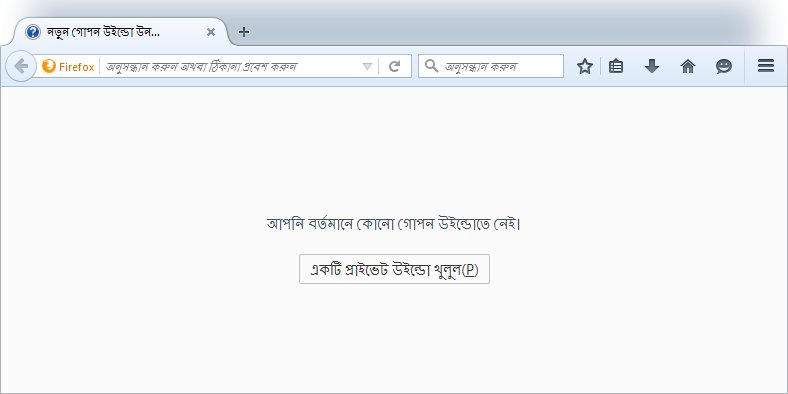 নতুন গোপন উইন্ডো উন...
Firefox
অনুসন্ধান করুন অথবা ঠিকানা প্রবেশ করুন
অনুসন্ধান করুন
আপনি বর্তমানে কোনো গোপন উইন্ডোতে নেই।
একটি প্রাইভেট উইন্ডো খুলুল(P)